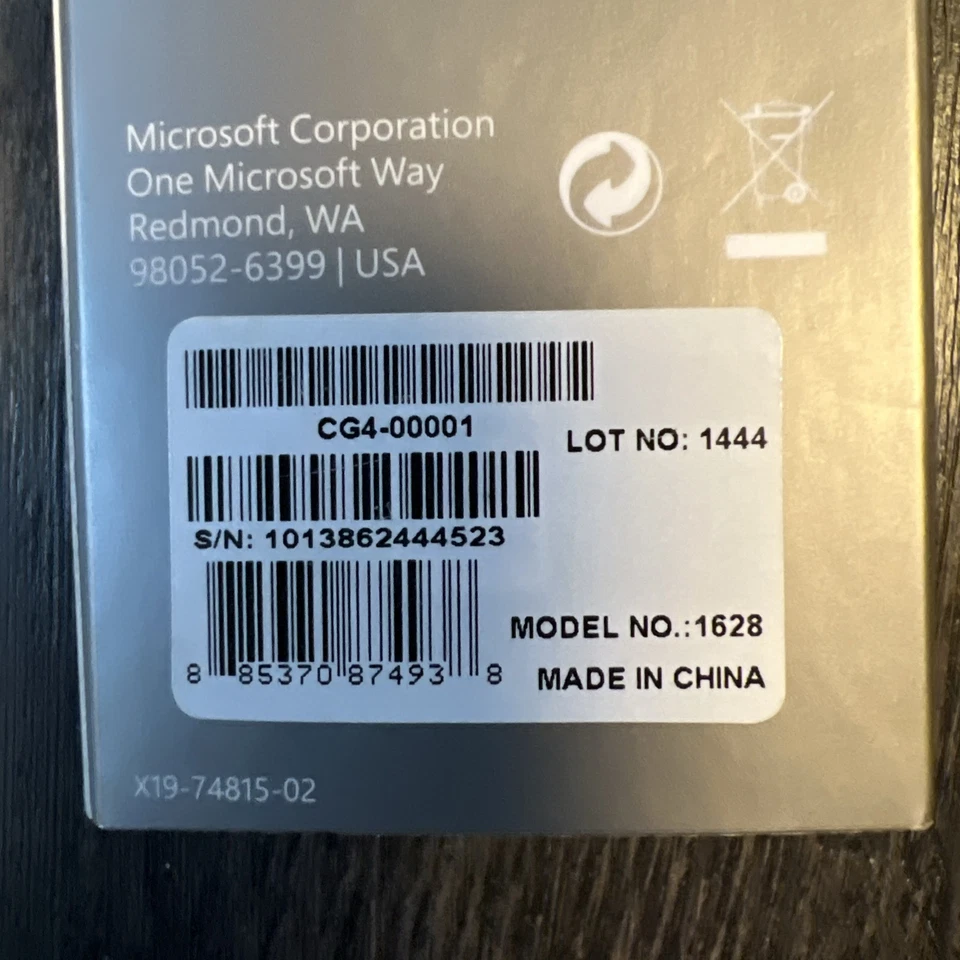 Microsoft Corporation
One Microsoft Way
Redmond, WA
98052-6399 | USA
CG4-00001
LOT NO: 1444
S/N: 1013862444523
MODEL NO.:1628
8 85370 87493 8
MADE IN CHINA
X19-74815-02